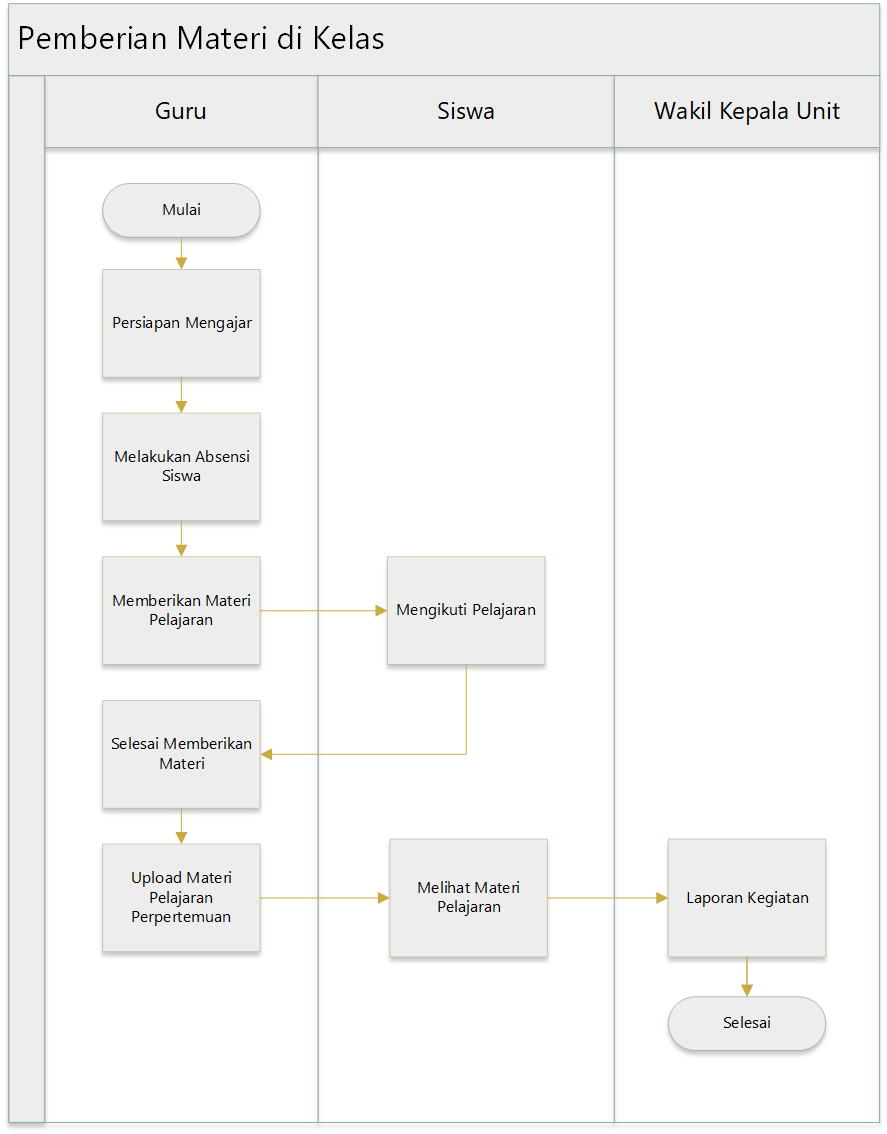 Pemberian Materi di Kelas
Guru
Siswa
Wakil Kepala Unit
Mulai
Persiapan Mengajar
Melakukan Absensi
Siswa
Memberikan Materi
Pelajaran
Mengikuti Pelajaran
Selesai Memberikan
Materi
Upload Materi
Pelajaran
Perpertemuan
Melihat Materi
Pelajaran
Laporan Kegiatan
Selesai